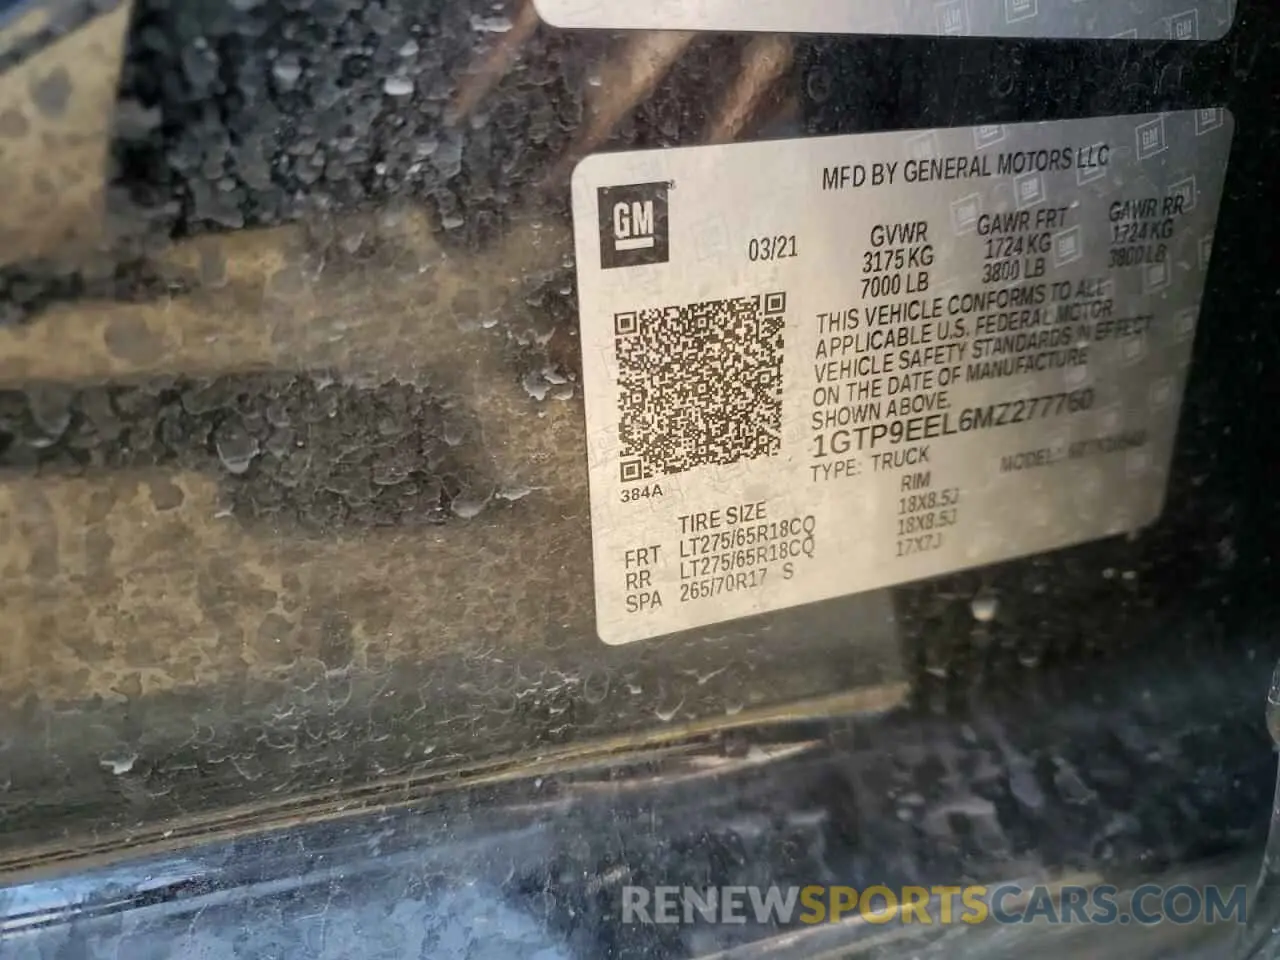 MFD BY GENERAL MOTORS LLC
GM
03/21
GVWR GAWR FRT GAWR RR
3175 KG 1724 KG 1724 KG
7000 LB 3800 LB 3800 LB
THIS VEHICLE CONFORMS TO ALL
APPLICABLE U.S. FEDERAL MOTOR
VEHICLE SAFETY STANDARDS IN EFFECT
ON THE DATE OF MANUFACTURE
SHOWN ABOVE.
1GTP9EEL6MZ277760
TYPE: TRUCK MODEL:
384A
TIRE SIZE RIM
FRT LT275/65R18CQ 18X8.5J
RR LT275/65R18CQ 18X8.5J
SPA 265/70R17 S 17X7J
RENEWSPORTSCARS.COM